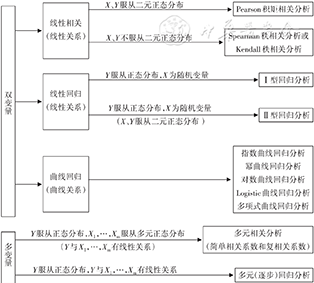 双变量
线性相关
(线性关系)
X,Y服从二元正态分布
Pearson积矩相关分析
X,Y不服从二元正态分布
Spearman秩相关分析或
Kendall秩相关分析
线性回归
(线性关系)
Y服从正态分布,X为随机变量
Ⅰ型回归分析
Y服从正态分布,X为随机变量
(X,Y服从二元正态分布)
Ⅱ型回归分析
曲线回归
(曲线关系)
指数曲线回归分析
幂曲线回归分析
对数曲线回归分析
Logistic曲线回归分析
多项式曲线回归分析
多变量
Y服从正态分布,X₁,…,Xₘ服从多元正态分布
(Y与X₁,…,Xₘ有线性关系)
多元相关分析
(简单相关系数和复相关系数)
Y服从正态分布,Y与X₁,…,Xₘ有线性关系
多元(逐步)回归分析